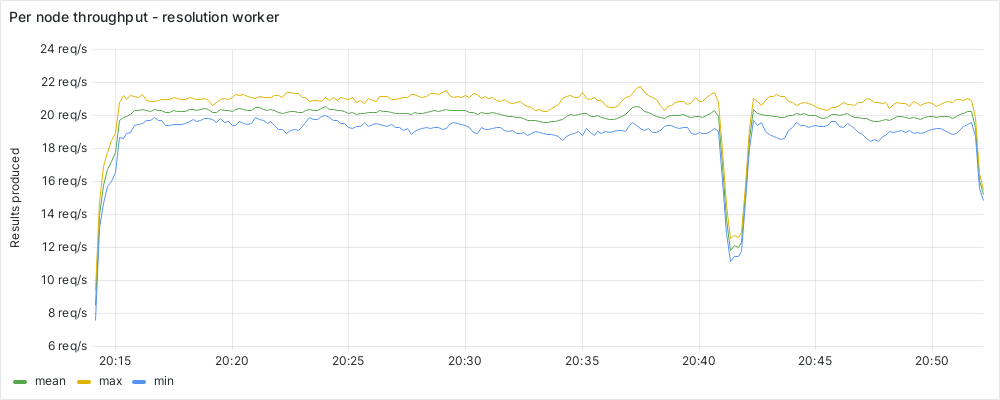 Per node throughput - resolution worker
Results produced
24 req/s
22 req/s
20 req/s
18 req/s
16 req/s
14 req/s
12 req/s
10 req/s
8 req/s
6 req/s
20:15 20:20 20:25 20:30 20:35 20:40 20:45 20:50
mean max min